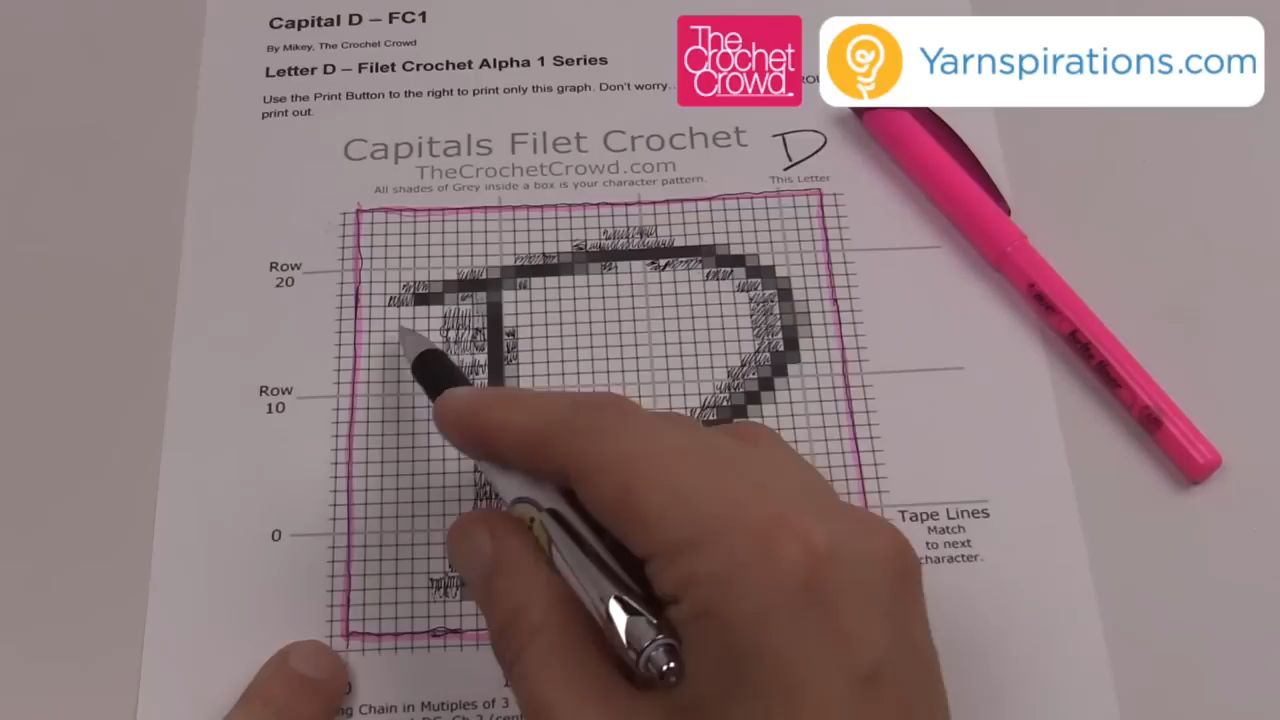 Capital D – FC1
By Mikey, The Crochet Crowd
Letter D – Filet Crochet Alpha 1 Series
Use the Print Button to the right to print only this graph. Don't worry..
print out.
The
Crochet
Crowd
Yarnspirations.com
Capitals Filet Crochet
D
TheCrochetCrowd.com
This Letter
All shades of Grey inside a box is your character pattern.
Row
20
Row
10
0
Tape Lines
Match
to next
character.
Chain in Mutiples of 3